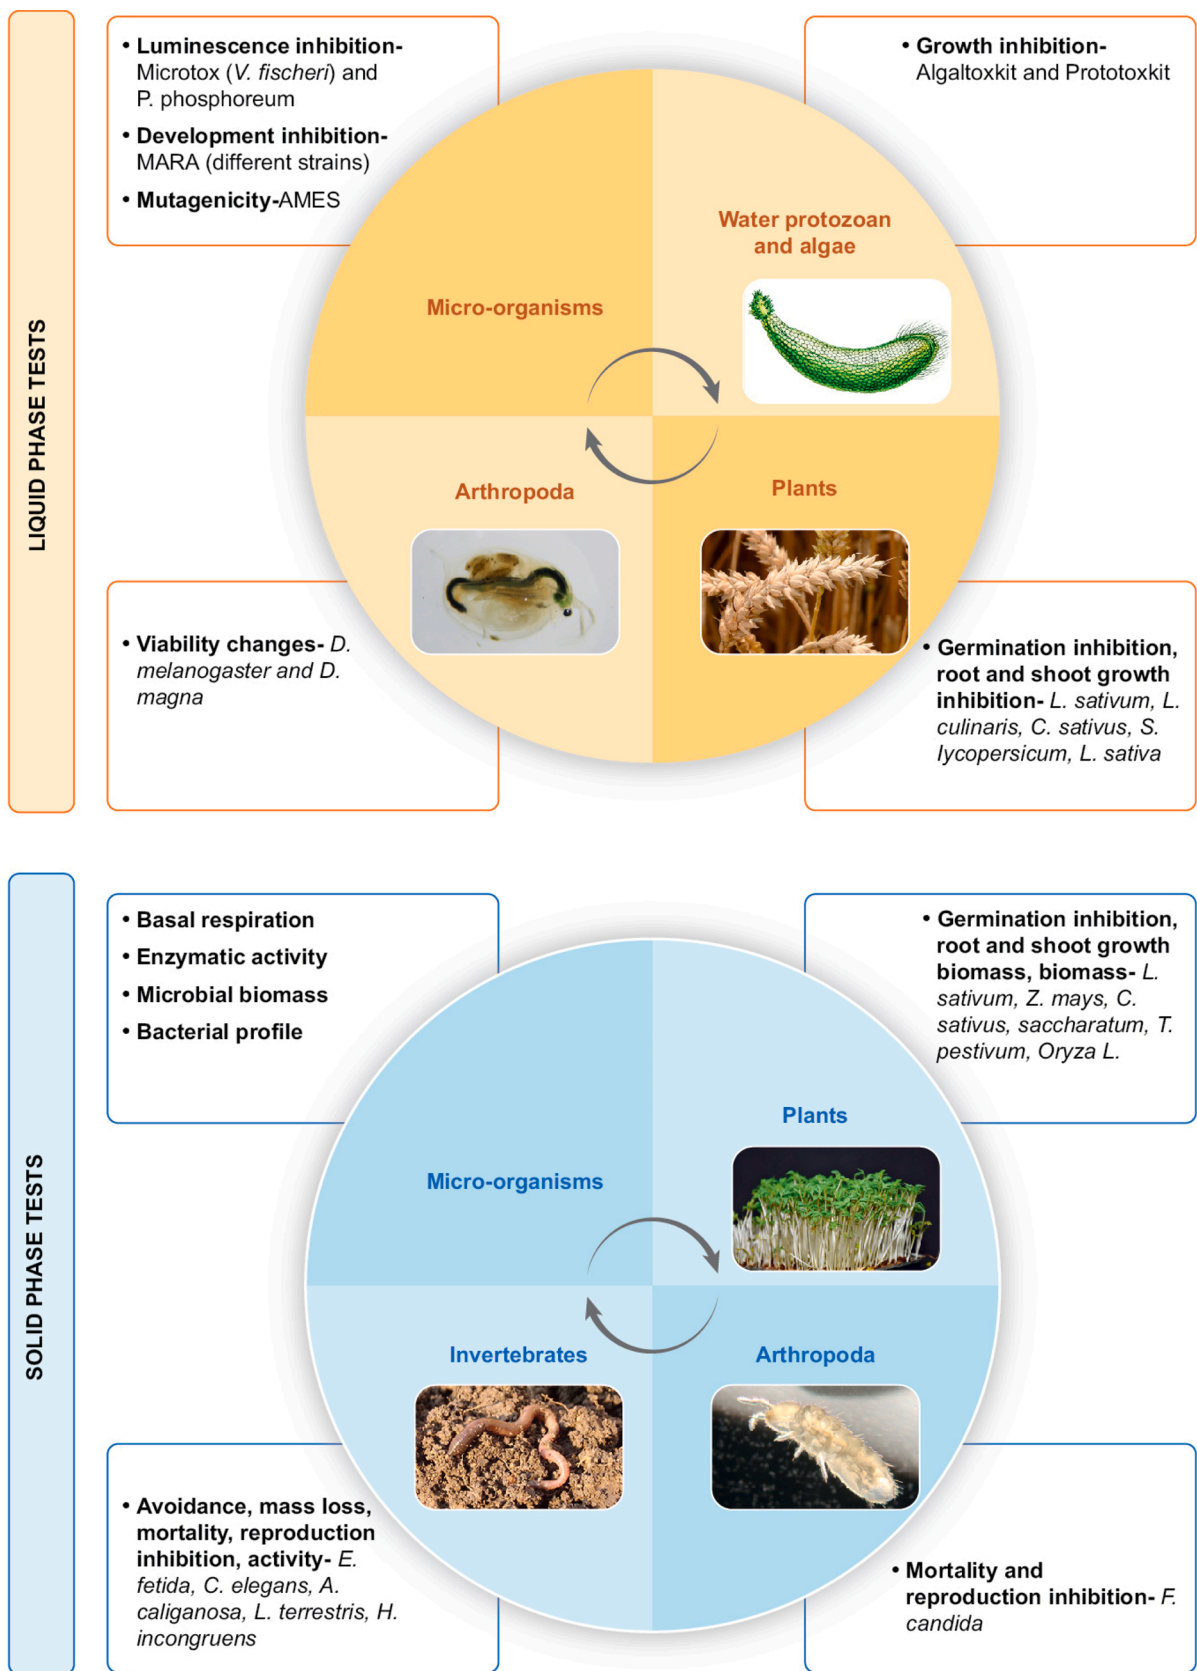 LIQUID PHASE TESTS
• Luminescence inhibition-
Microtox (V. fischeri) and
P. phosphoreum
• Development inhibition-
MARA (different strains)
• Mutagenicity-AMES
• Growth inhibition-
Algaltoxkit and Prototoxkit
Micro-organisms
Water protozoan
and algae
Arthropoda
Plants
• Viability changes- D.
melanogaster and D.
magna
• Germination inhibition,
root and shoot growth
inhibition- L. sativum, L.
culinaris, C. sativus, S.
lycopersicum, L. sativa
SOLID PHASE TESTS
• Basal respiration
• Enzymatic activity
• Microbial biomass
• Bacterial profile
• Germination inhibition,
root and shoot growth
biomass, biomass- L.
sativum, Z. mays, C.
sativus, saccharatum, T.
pestivum, Oryza L.
Micro-organisms
Plants
Invertebrates
Arthropoda
• Avoidance, mass loss,
mortality, reproduction
inhibition, activity- E.
fetida, C. elegans, A.
caliganosa, L. terrestris, H.
incongruens
• Mortality and
reproduction inhibition- F.
candida